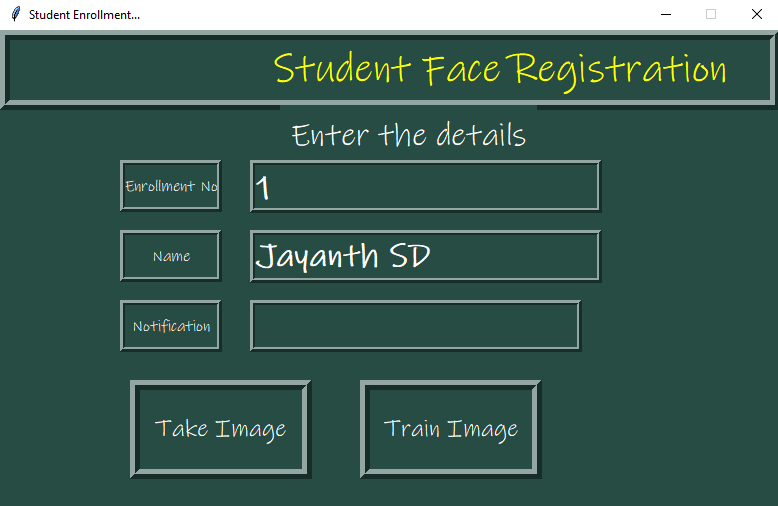 Student Enrollment...
Student Face Registration
Enter the details
Enrollment No
1
Name
Jayanth SD
Notification
Take Image
Train Image